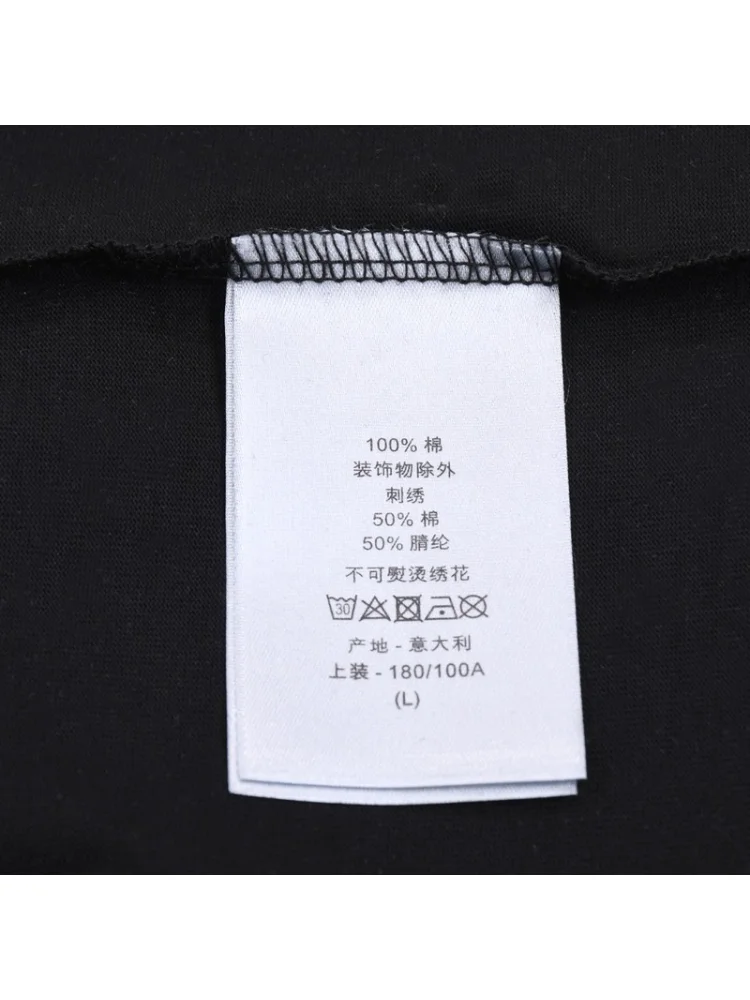 100% 棉
装饰物除外
刺绣
50% 棉
50% 腈纶
不可熨烫绣花
30
产地 - 意大利
上装 - 180/100A
(L)